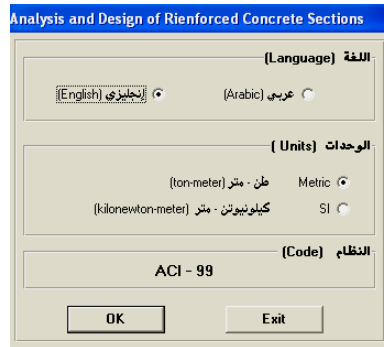 Analysis and Design of Rienforced Concrete Sections
اللغة (Language)
عربي (Arabic)
إنجليزي (English)
الوحدات ( Units )
Metric طن - متر (ton-meter)
SI كيلونيوتن - متر (kilonewton-meter)
النظام (Code)
ACI - 99
OK
Exit